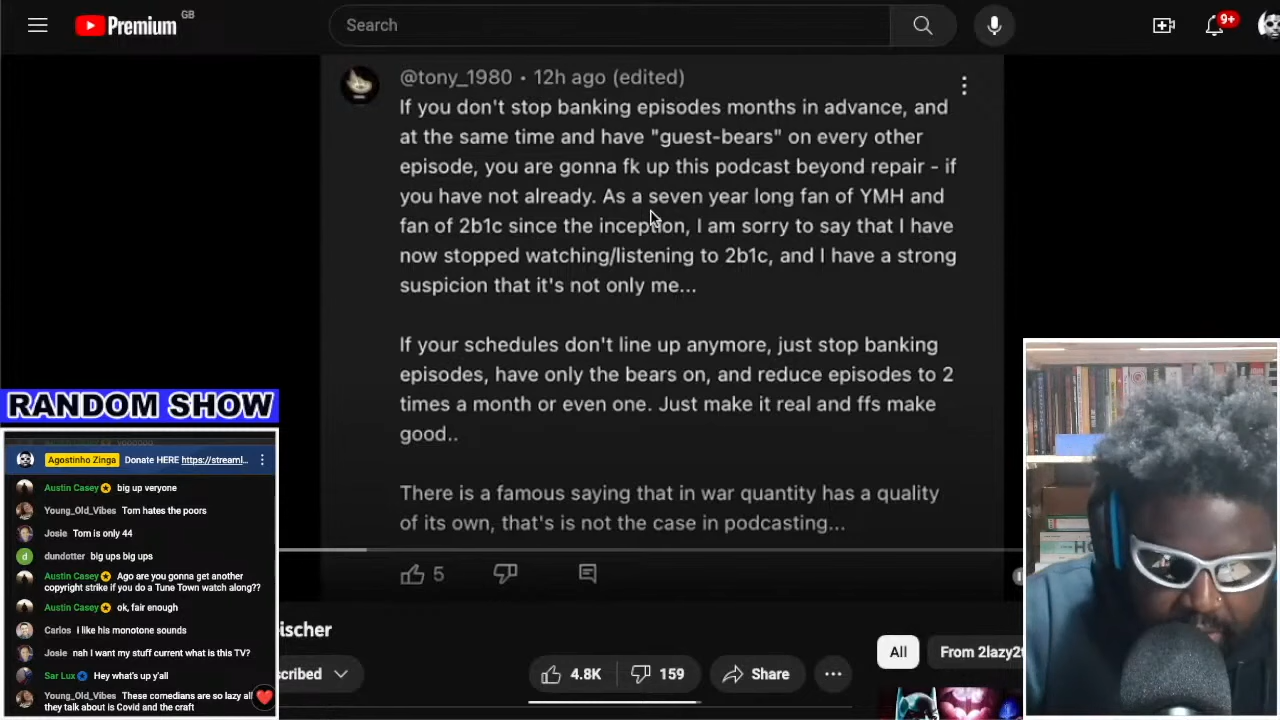 GB
Premium
Search
9+
@tony_1980 • 12h ago (edited)
If you don't stop banking episodes months in advance, and
at the same time and have "guest-bears" on every other
episode, you are gonna fk up this podcast beyond repair - if
you have not already. As a seven year long fan of YMH and
fan of 2b1c since the inception, I am sorry to say that I have
now stopped watching/listening to 2b1c, and I have a strong
suspicion that it's not only me...
If your schedules don't line up anymore, just stop banking
episodes, have only the bears on, and reduce episodes to 2
times a month or even one. Just make it real and ffs make
good..
There is a famous saying that in war quantity has a quality
of its own, that's is not the case in podcasting...
5
RANDOM SHOW
Agostinho Zinga Donate HERE https://streaml...
Austin Casey big up veryone
Young_Old_Vibes Tom hates the poors
Josie Tom is only 44
d dundotter big ups big ups
Austin Casey Ago are you gonna get another
copyright strike if you do a Tune Town watch along??
Austin Casey ok, fair enough
Carlos i like his monotone sounds
Josie nah I want my stuff current what is this TV?
Sar Lux Hey what's up y'all
Young_Old_Vibes These comedians are so lazy all
they talk about is Covid and the craft
ischer
cribed
4.8K
159
Share
All
From 2lazy2